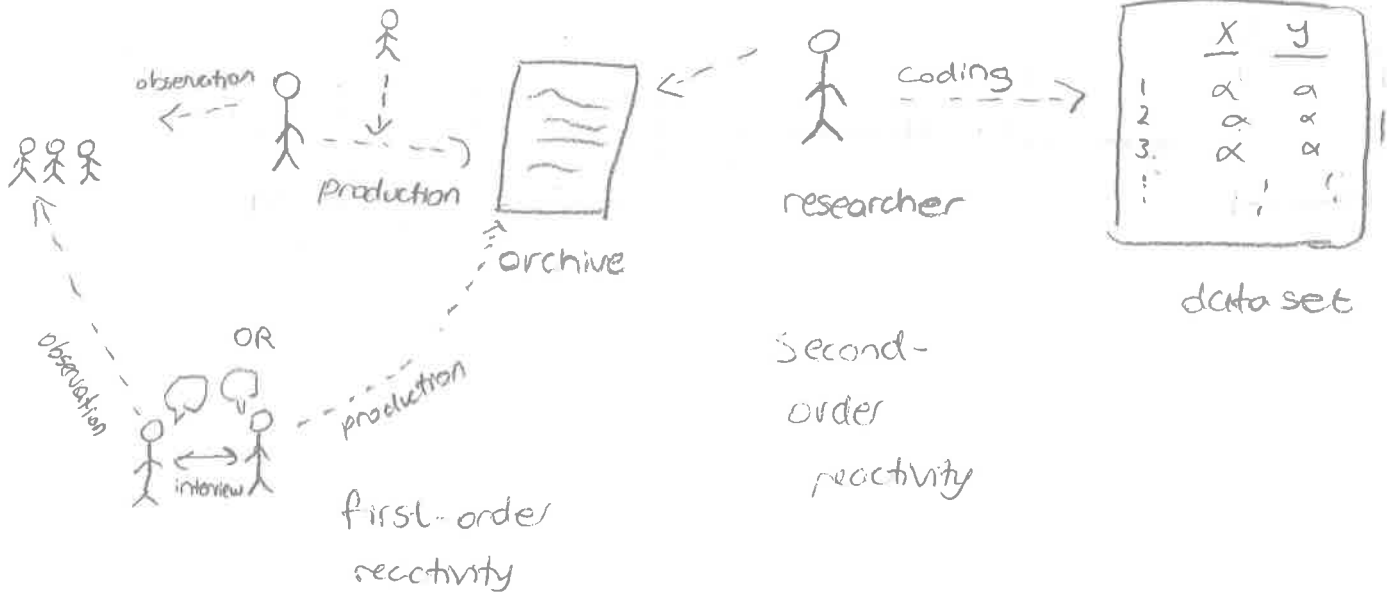 observation
production
archive
researcher
coding
X y
1 α α
2 α α
3. α α
dataset
OR
observation
interview
production
first-order
reactivity
second-
order
reactivity